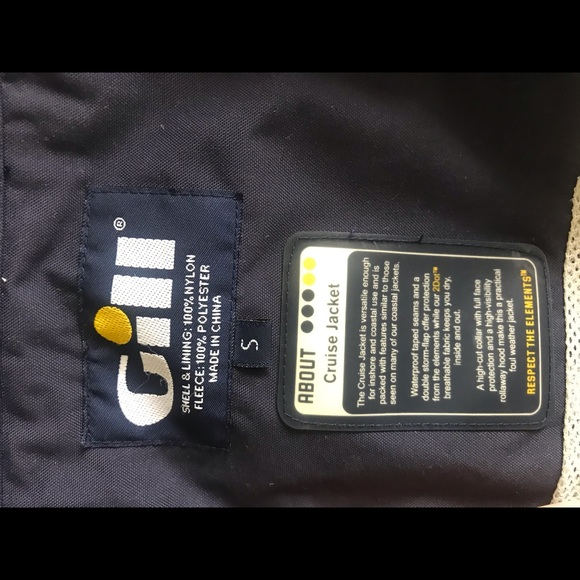 Gill®
SHELL & LINING: 100% NYLON
FLEECE: 100% POLYESTER
MADE IN CHINA
S
ABOUT
Cruise Jacket
The Cruise Jacket is versatile enough
for inshore and coastal use and is
packed with features similar to those
seen on many of our coastal jackets.
Waterproof taped seams and a
double storm-flap offer protection
from the elements while our 2Dot™
breathable fabric keeps you dry,
inside and out.
A high-cut collar with full face
protection and a high-visibility
rollaway hood make this a practical
foul weather jacket.
RESPECT THE ELEMENTS™